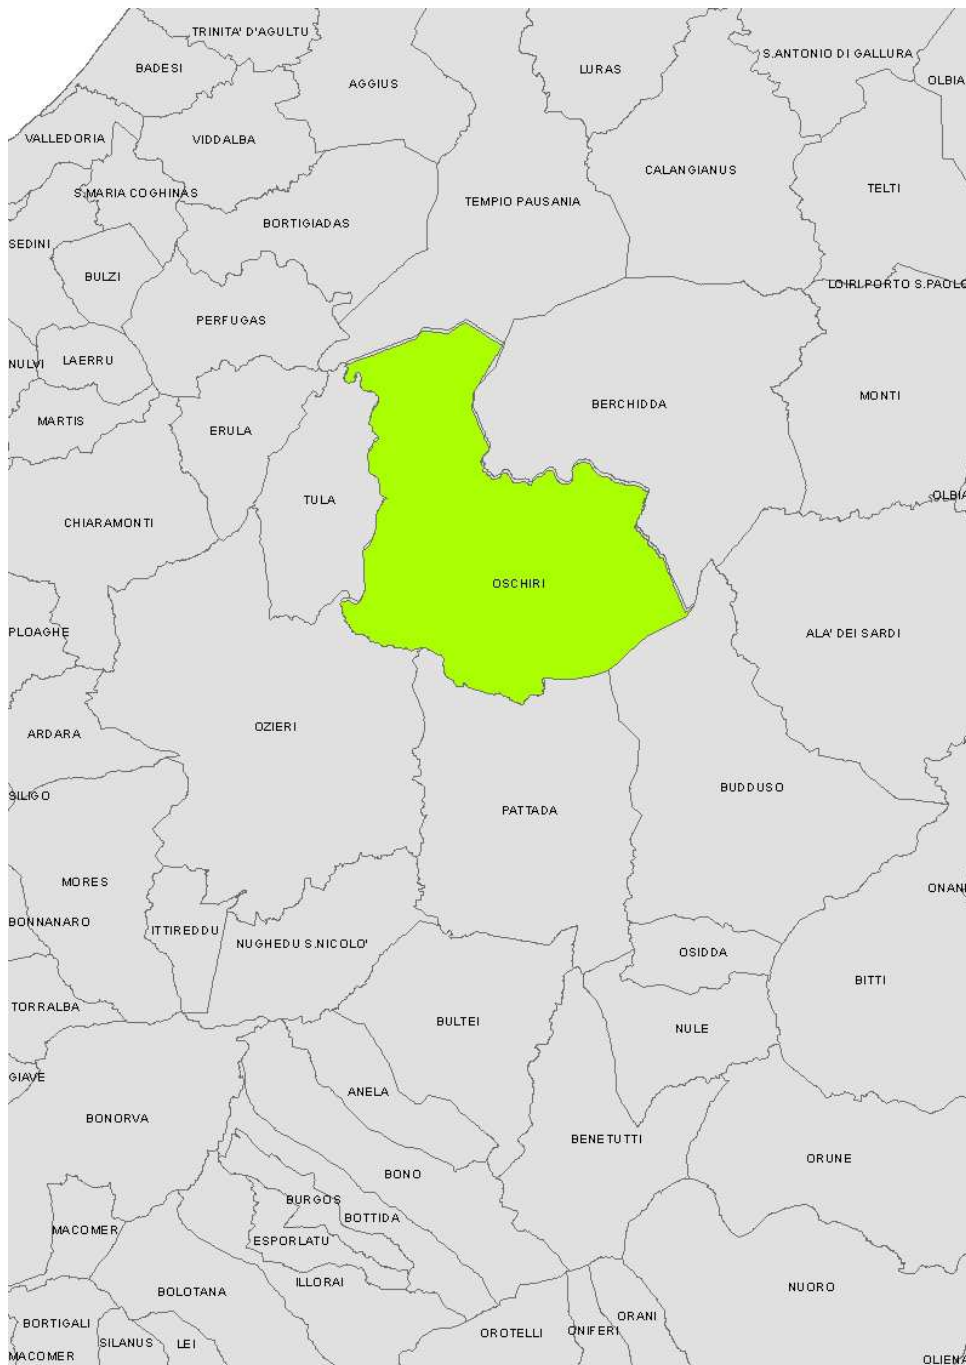 TRINITA' D'AGULTU
S.ANTONIO DI GALLURA
BADESI
LURAS
AGGIUS
OLBIA
VALLEDORIA
VIDDALBA
CALANGIANUS
S.MARIA COGHINAS
TELTI
TEMPIO PAUSANIA
BORTIGIADAS
SEDINI
BULZI
PERFUGAS
NULVI
LAERRU
MONTI
BERCHIDDA
MARTIS
ERULA
OLBIA
TULA
CHIARAMONTI
OSCHIRI
PLOAGHE
ALA' DEI SARDI
OZIERI
ARDARA
BUDDUSO
SILIGO
PATTADA
MORES
ONANI
BONNANARO
ITTIREDDU
NUGHEDU S.NICOLO'
OSIDDA
BITTI
TORRALBA
BULTEI
NULE
GIAVE
ANELA
BONORVA
BENETUTTI
ORUNE
BONO
BURGOS
BOTTIDA
MACOMER
ESPORLATU
ILLORAI
NUORO
BOLOTANA
ORANI
BORTIGALI
ONIFERI
OROTELLI
SILANUS
LEI
MACOMER
OLIENA